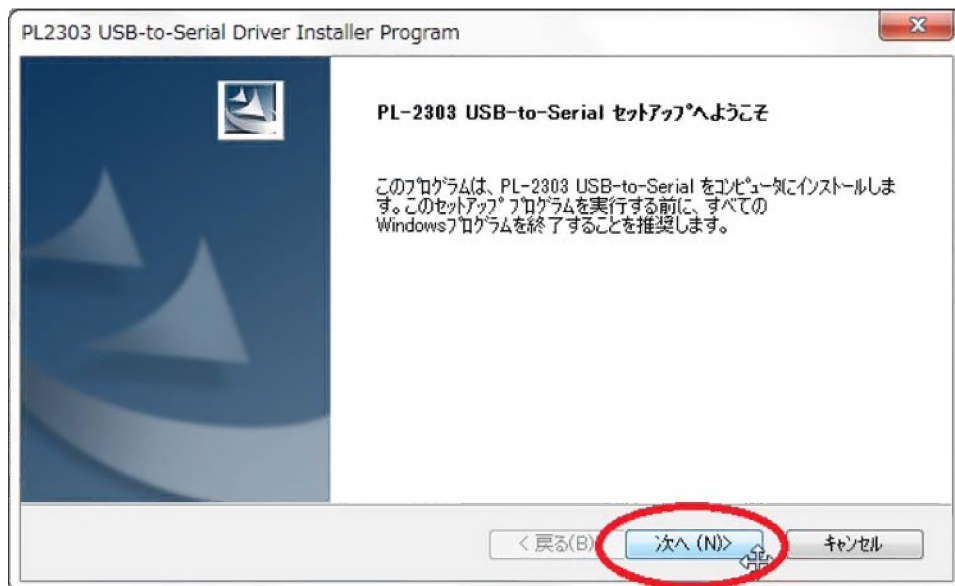 PL2303 USB-to-Serial Driver Installer Program
PL-2303 USB-to-Serial ｾｯﾄｱｯﾌﾟへようこそ
このﾌﾟﾛｸﾞﾗﾑは、PL-2303 USB-to-Serial をｺﾝﾋﾟｭｰﾀにｲﾝｽﾄｰﾙしま
す。このｾｯﾄｱｯﾌﾟ ﾌﾟﾛｸﾞﾗﾑを実行する前に、すべての
Windowsﾌﾟﾛｸﾞﾗﾑを終了することを推奨します。
< 戻る(B)
次へ (N)>
ｷｬﾝｾﾙ